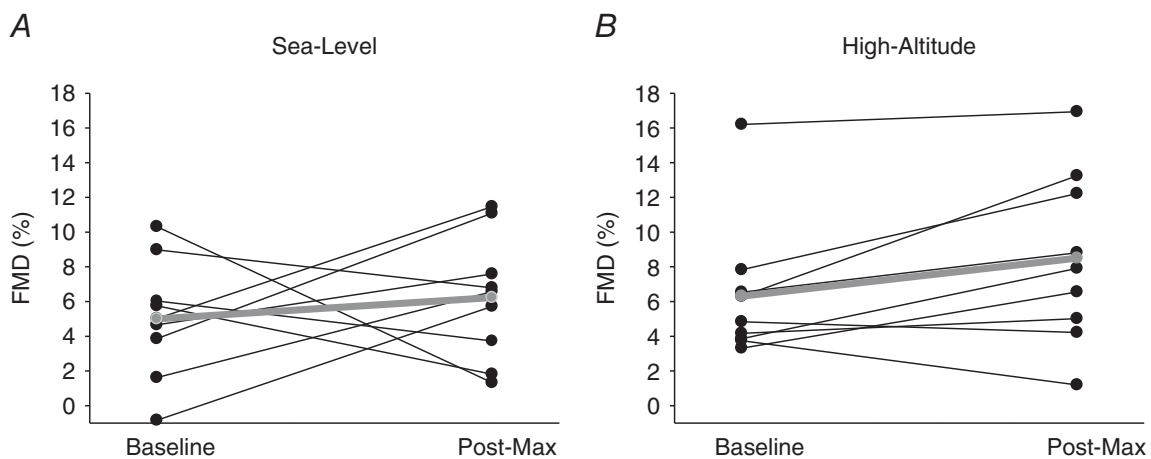 A
Sea-Level
FMD (%)
18
16
14
12
10
8
6
4
2
0
Baseline
Post-Max
B
High-Altitude
FMD (%)
18
16
14
12
10
8
6
4
2
0
Baseline
Post-Max